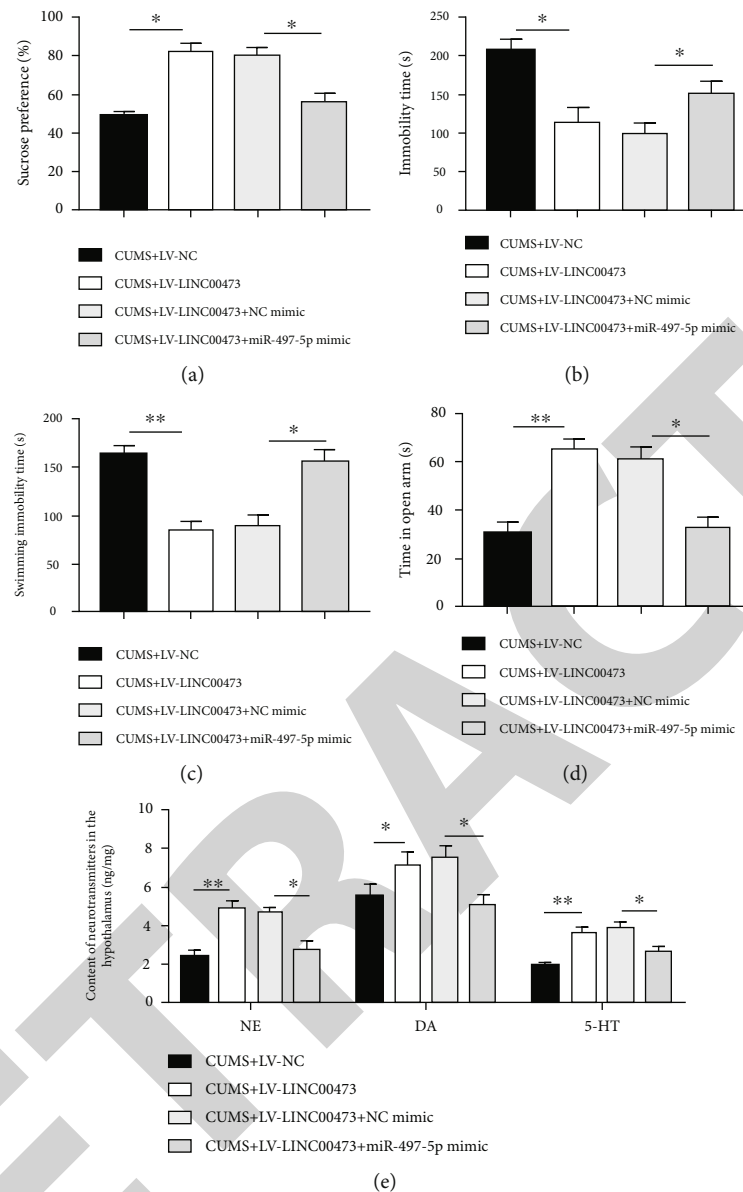 100
80
60
40
20
0
Sucrose preference (%)
*
*
CUMS+LV-NC
CUMS+LV-LINC00473
CUMS+LV-LINC00473+NC mimic
CUMS+LV-LINC00473+miR-497-5p mimic
(a)
250
200
150
100
50
0
Immobility time (s)
*
*
CUMS+LV-NC
CUMS+LV-LINC00473
CUMS+LV-LINC00473+NC mimic
CUMS+LV-LINC00473+miR-497-5p mimic
(b)
200
150
100
50
0
Swimming immobility time (s)
**
*
CUMS+LV-NC
CUMS+LV-LINC00473
CUMS+LV-LINC00473+NC mimic
CUMS+LV-LINC00473+miR-497-5p mimic
(c)
80
60
40
20
0
Time in open arm (s)
**
*
CUMS+LV-NC
CUMS+LV-LINC00473
CUMS+LV-LINC00473+NC mimic
CUMS+LV-LINC00473+miR-497-5p mimic
(d)
10
8
6
4
2
0
Content of neurotransmitters in the
hypothalamus (ng/mg)
**
*
*
*
**
*
NE
DA
5-HT
CUMS+LV-NC
CUMS+LV-LINC00473
CUMS+LV-LINC00473+NC mimic
CUMS+LV-LINC00473+miR-497-5p mimic
(e)
ETRACT